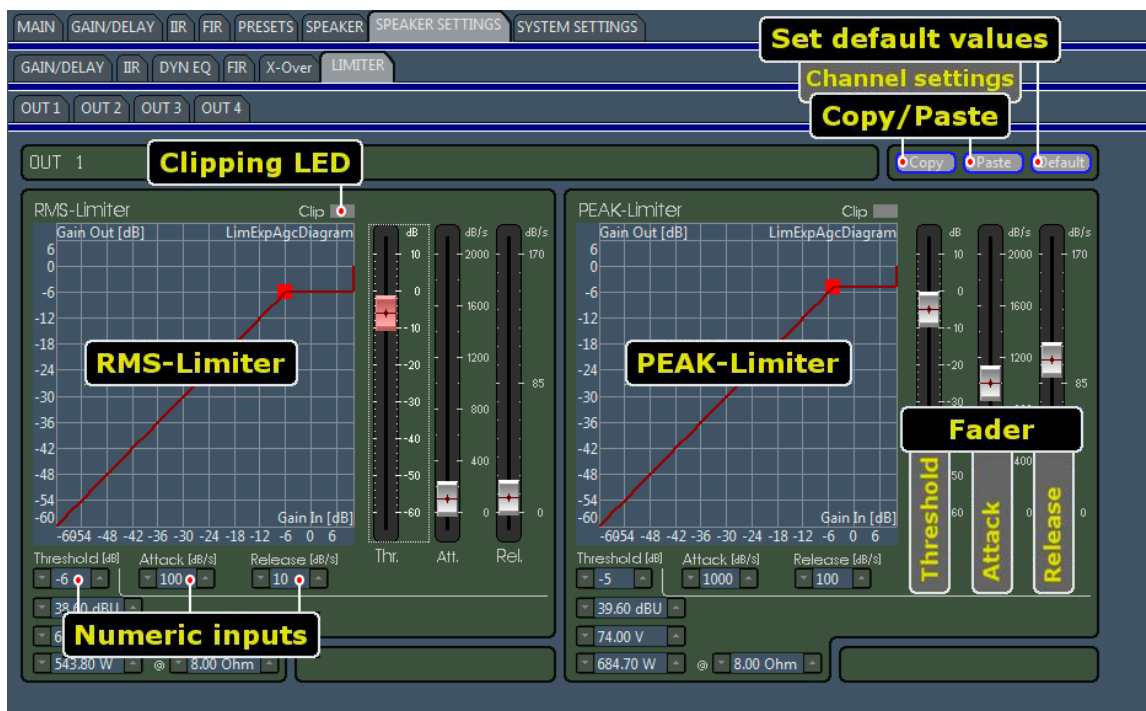 MAIN GAIN/DELAY IIR FIR PRESETS SPEAKER SPEAKER SETTINGS SYSTEM SETTINGS
Set default values
GAIN/DELAY IIR DYN EQ FIR X-Over LIMITER
Channel settings
OUT 1 OUT 2 OUT 3 OUT 4
Copy/Paste
OUT 1
Clipping LED
Copy Paste Default
RMS-Limiter Clip
Gain Out [dB] LimExpAgcDiagram
6
0
-6
-12
-18
-24
-30
-36
-42
-48
-54
-60
Gain In [dB]
-6054 -48 -42 -36 -30 -24 -18 -12 -6 0 6
RMS-Limiter
dB
10
0
-10
-20
-30
-40
-50
-60
Thr.
dB/s
2000
1600
1200
800
400
0
Att.
dB/s
170
85
0
Rel.
Threshold [dB] Attack [dB/s] Release [dB/s]
-6 100 10
38.60 dBU
6
Numeric inputs
543.80 W @ 8.00 Ohm
PEAK-Limiter Clip
Gain Out [dB] LimExpAgcDiagram
6
0
-6
-12
-18
-24
-30
-36
-42
-48
-54
-60
Gain In [dB]
-6054 -48 -42 -36 -30 -24 -18 -12 -6 0 6
PEAK-Limiter
dB
10
0
-10
-20
-30
50
60
dB/s
2000
1600
1200
400
0
dB/s
170
85
0
Fader
Threshold
Attack
Release
Threshold [dB] Attack [dB/s] Release [dB/s]
-5 1000 100
39.60 dBU
74.00 V
684.70 W @ 8.00 Ohm